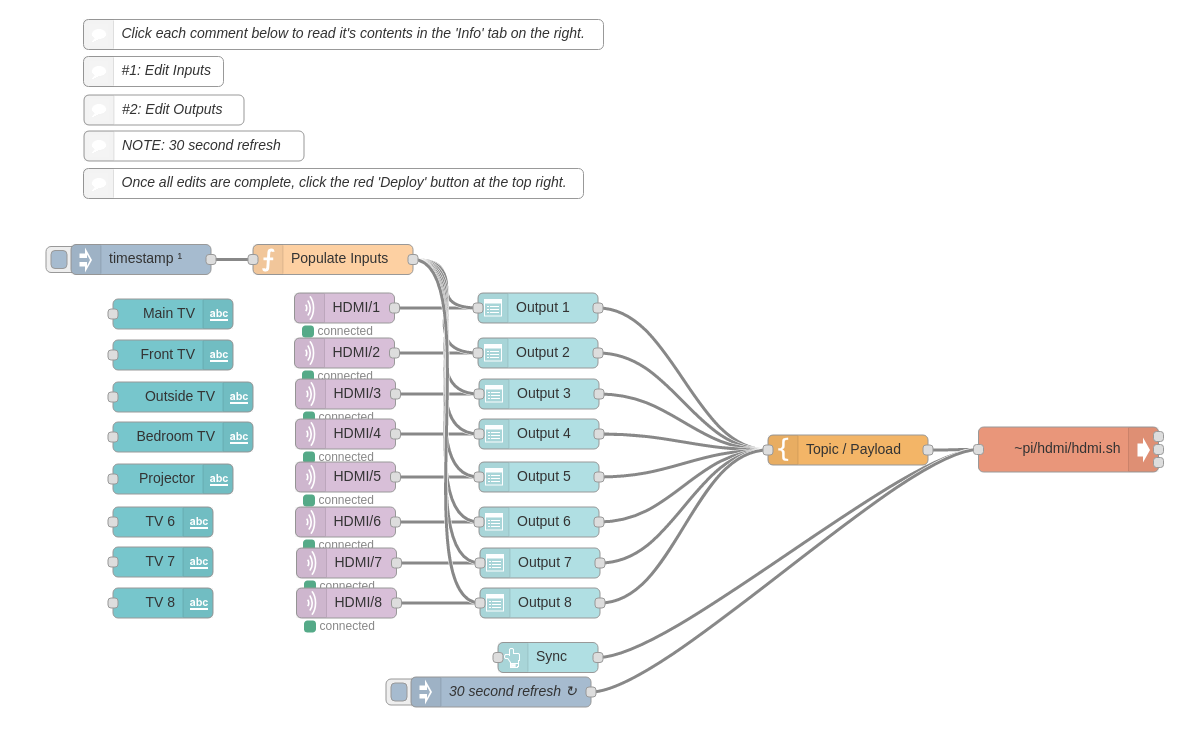 Click each comment below to read it's contents in the 'Info' tab on the right.
#1: Edit Inputs
#2: Edit Outputs
NOTE: 30 second refresh
Once all edits are complete, click the red 'Deploy' button at the top right.
timestamp ¹
Populate Inputs
Main TV abc
HDMI/1
connected
Output 1
Front TV abc
HDMI/2
connected
Output 2
Outside TV abc
HDMI/3
connected
Output 3
Bedroom TV abc
HDMI/4
connected
Output 4
Projector abc
HDMI/5
connected
Output 5
TV 6 abc
HDMI/6
connected
Output 6
TV 7 abc
HDMI/7
connected
Output 7
TV 8 abc
HDMI/8
connected
Output 8
Topic / Payload
~pi/hdmi/hdmi.sh
Sync
30 second refresh ↻